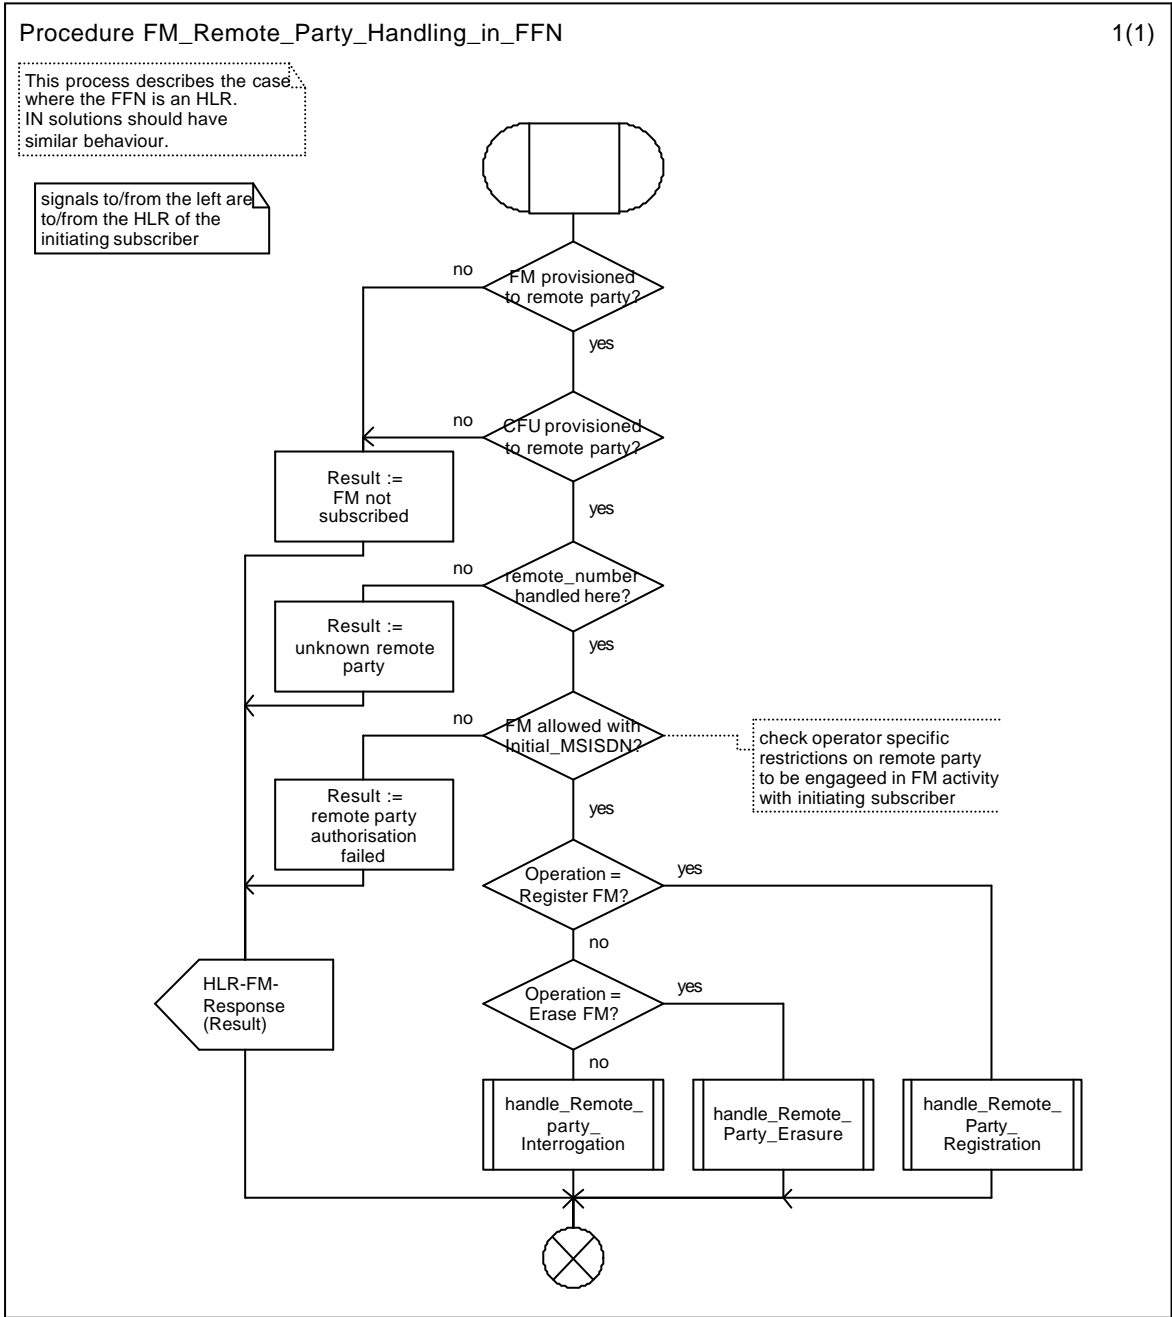 Procedure FM_Remote_Party_Handling_in_FFN
1(1)
This process describes the case
where the FFN is an HLR.
IN solutions should have
similar behaviour.
signals to/from the left are
to/from the HLR of the
initiating subscriber
no
FM provisioned
to remote party?
yes
no
CFU provisioned
to remote party?
Result :=
FM not
subscribed
yes
no
remote_number
handled here?
Result :=
unknown remote
party
yes
no
FM allowed with
Initial_MSISDN?
check operator specific
restrictions on remote party
to be engageed in FM activity
with initiating subscriber
Result :=
remote party
authorisation
failed
yes
Operation =
Register FM?
yes
no
HLR-FM-
Response
(Result)
Operation =
Erase FM?
yes
no
handle_Remote_
party_
Interrogation
handle_Remote_
Party_Erasure
handle_Remote_
Party_
Registration